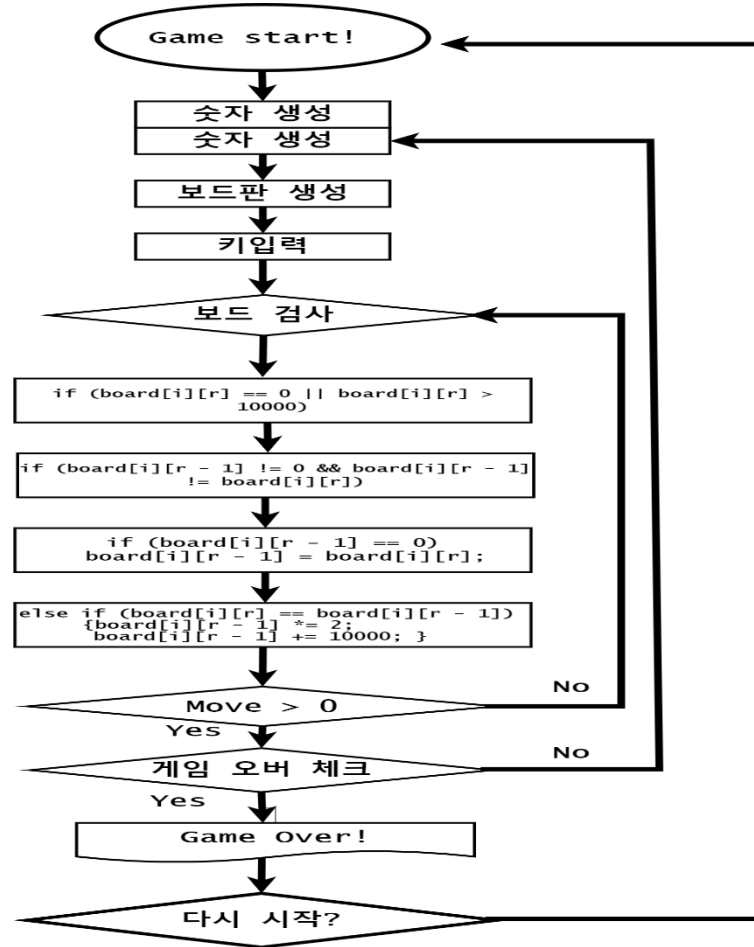 Game start!
숫자 생성
숫자 생성
보드판 생성
키입력
보드 검사
if (board[i][r] == 0 || board[i][r] >
10000)
if (board[i][r - 1] != 0 && board[i][r - 1]
!= board[i][r])
if (board[i][r - 1] == 0)
board[i][r - 1] = board[i][r];
else if (board[i][r] == board[i][r - 1])
{board[i][r - 1] *= 2;
board[i][r - 1] += 10000; }
No
Move > 0
Yes
No
게임 오버 체크
Yes
Game Over!
다시 시작?